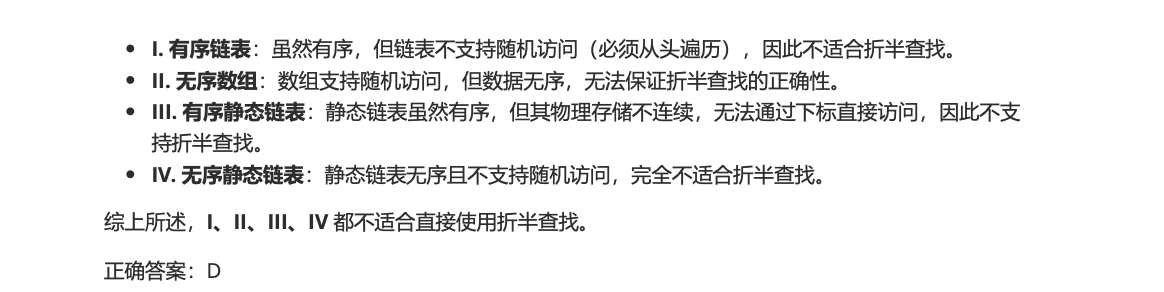 • I. 有序链表：虽然有序，但链表不支持随机访问（必须从头遍历），因此不适合折半查找。
• II. 无序数组：数组支持随机访问，但数据无序，无法保证折半查找的正确性。
• III. 有序静态链表：静态链表虽然有序，但其物理存储不连续，无法通过下标直接访问，因此不支
持折半查找。
• IV. 无序静态链表：静态链表无序且不支持随机访问，完全不适合折半查找。
综上所述，I、II、III、IV 都不适合直接使用折半查找。
正确答案：D